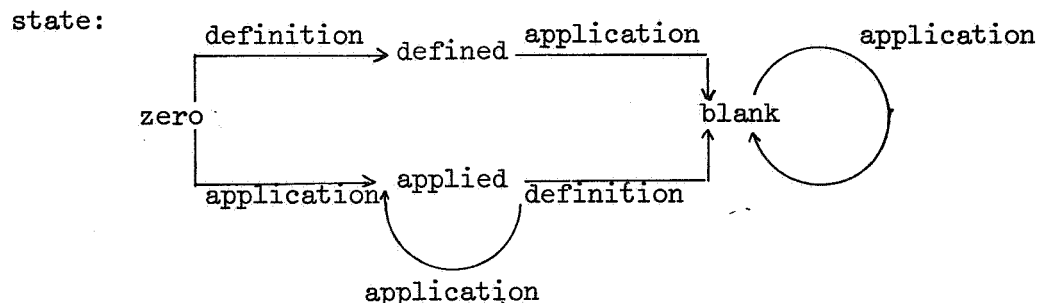 state:
definition defined application application
zero blank
application applied definition
application